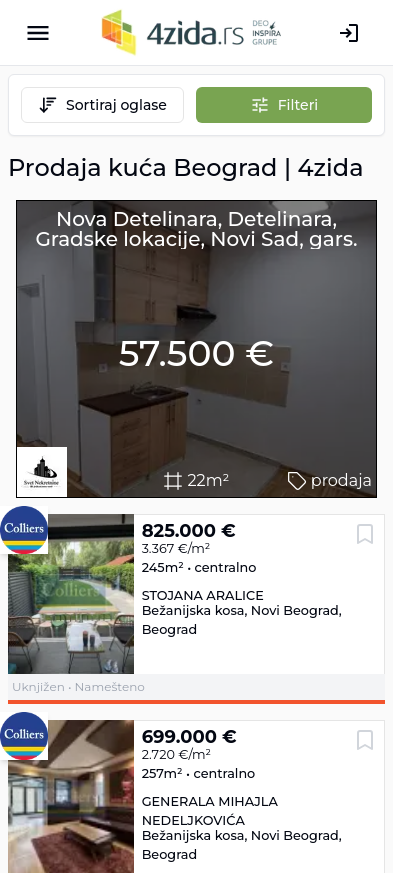 4zida.rs DEO INSPIRA GRUPE
Sortiraj oglase
Filteri
Prodaja kuća Beograd | 4zida
Nova Detelinara, Detelinara,
Gradske lokacije, Novi Sad, gars.
57.500 €
Svet Nekretnine
22m²
prodaja
Colliers
Colliers
825.000 €
3.367 €/m²
245m² • centralno
STOJANA ARALICE
Bežanijska kosa, Novi Beograd,
Beograd
Uknjižen • Namešteno
Colliers
699.000 €
2.720 €/m²
257m² • centralno
GENERALA MIHAJLA
NEDELJKOVIĆA
Bežanijska kosa, Novi Beograd,
Beograd